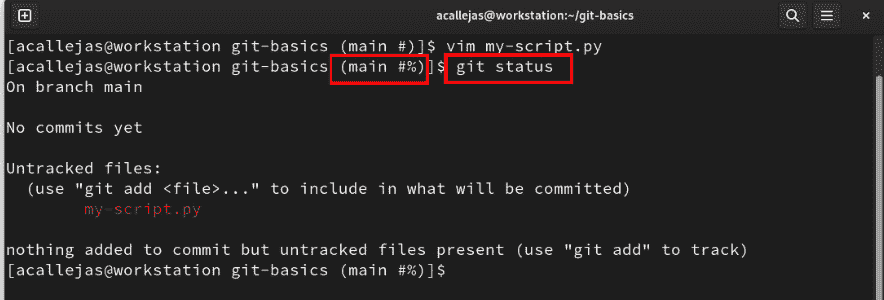 acallejas@workstation:~/git-basics
[acallejas@workstation git-basics (main #)]$ vim my-script.py
[acallejas@workstation git-basics (main #%)]$ git status
On branch main
No commits yet
Untracked files:
  (use "git add <file>..." to include in what will be committed)
        my-script.py
nothing added to commit but untracked files present (use "git add" to track)
[acallejas@workstation git-basics (main #%)]$